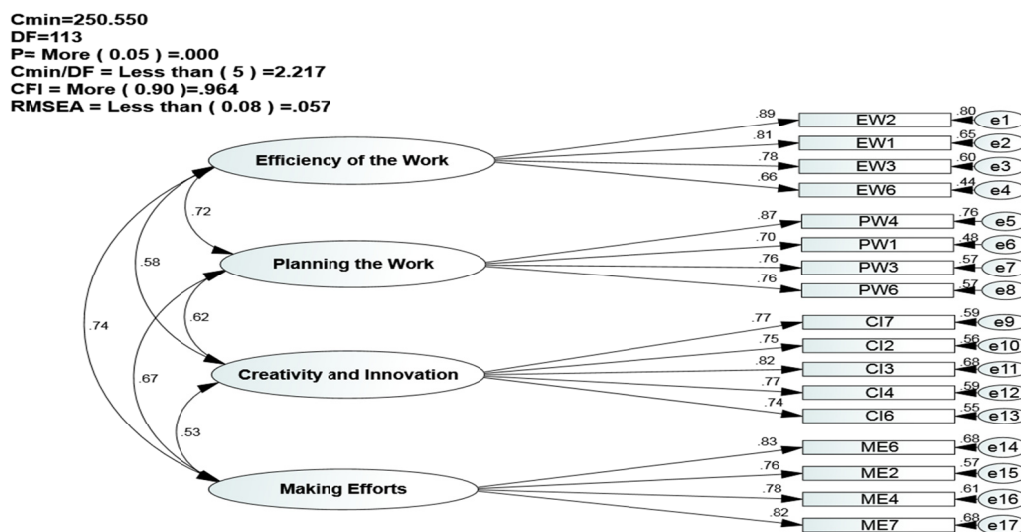 Cmin=250.550
DF=113
P= More ( 0.05 ) =.000
Cmin/DF = Less than ( 5 ) =2.217
CFI = More ( 0.90 )=.964
RMSEA = Less than ( 0.08 ) =.057
.89 EW2 .80 e1
.81 EW1 .65 e2
Efficiency of the Work
.78 EW3 .60 e3
.66 EW6 .44 e4
.72
.87 PW4 .76 e5
.70 PW1 .48 e6
.58
Planning the Work
.76 PW3 .57 e7
.76 PW6 .57 e8
.62
.74
.77 CI7 .59 e9
.75 CI2 .56 e10
.82 CI3 .68 e11
Creativity and Innovation
.67
.77 CI4 .59 e12
.74 CI6 .55 e13
.53
.83 ME6 .68 e14
.76 ME2 .57 e15
Making Efforts
.78 ME4 .61 e16
.82 ME7 .68 e17